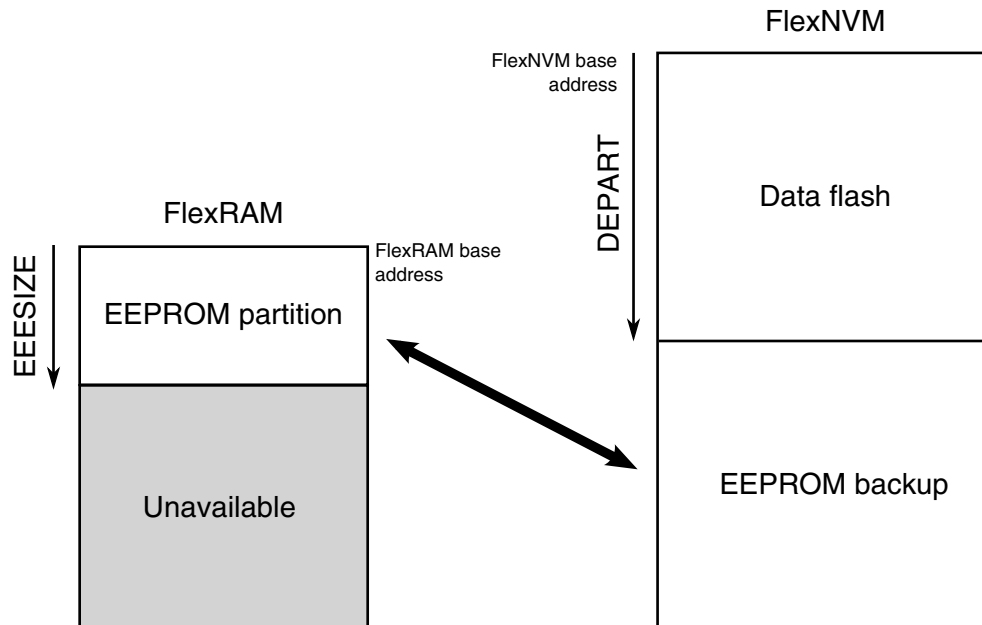 FlexNVM
FlexNVM base
address
DEPART
Data flash
FlexRAM
FlexRAM base
address
EEESIZE
EEPROM partition
EEPROM backup
Unavailable